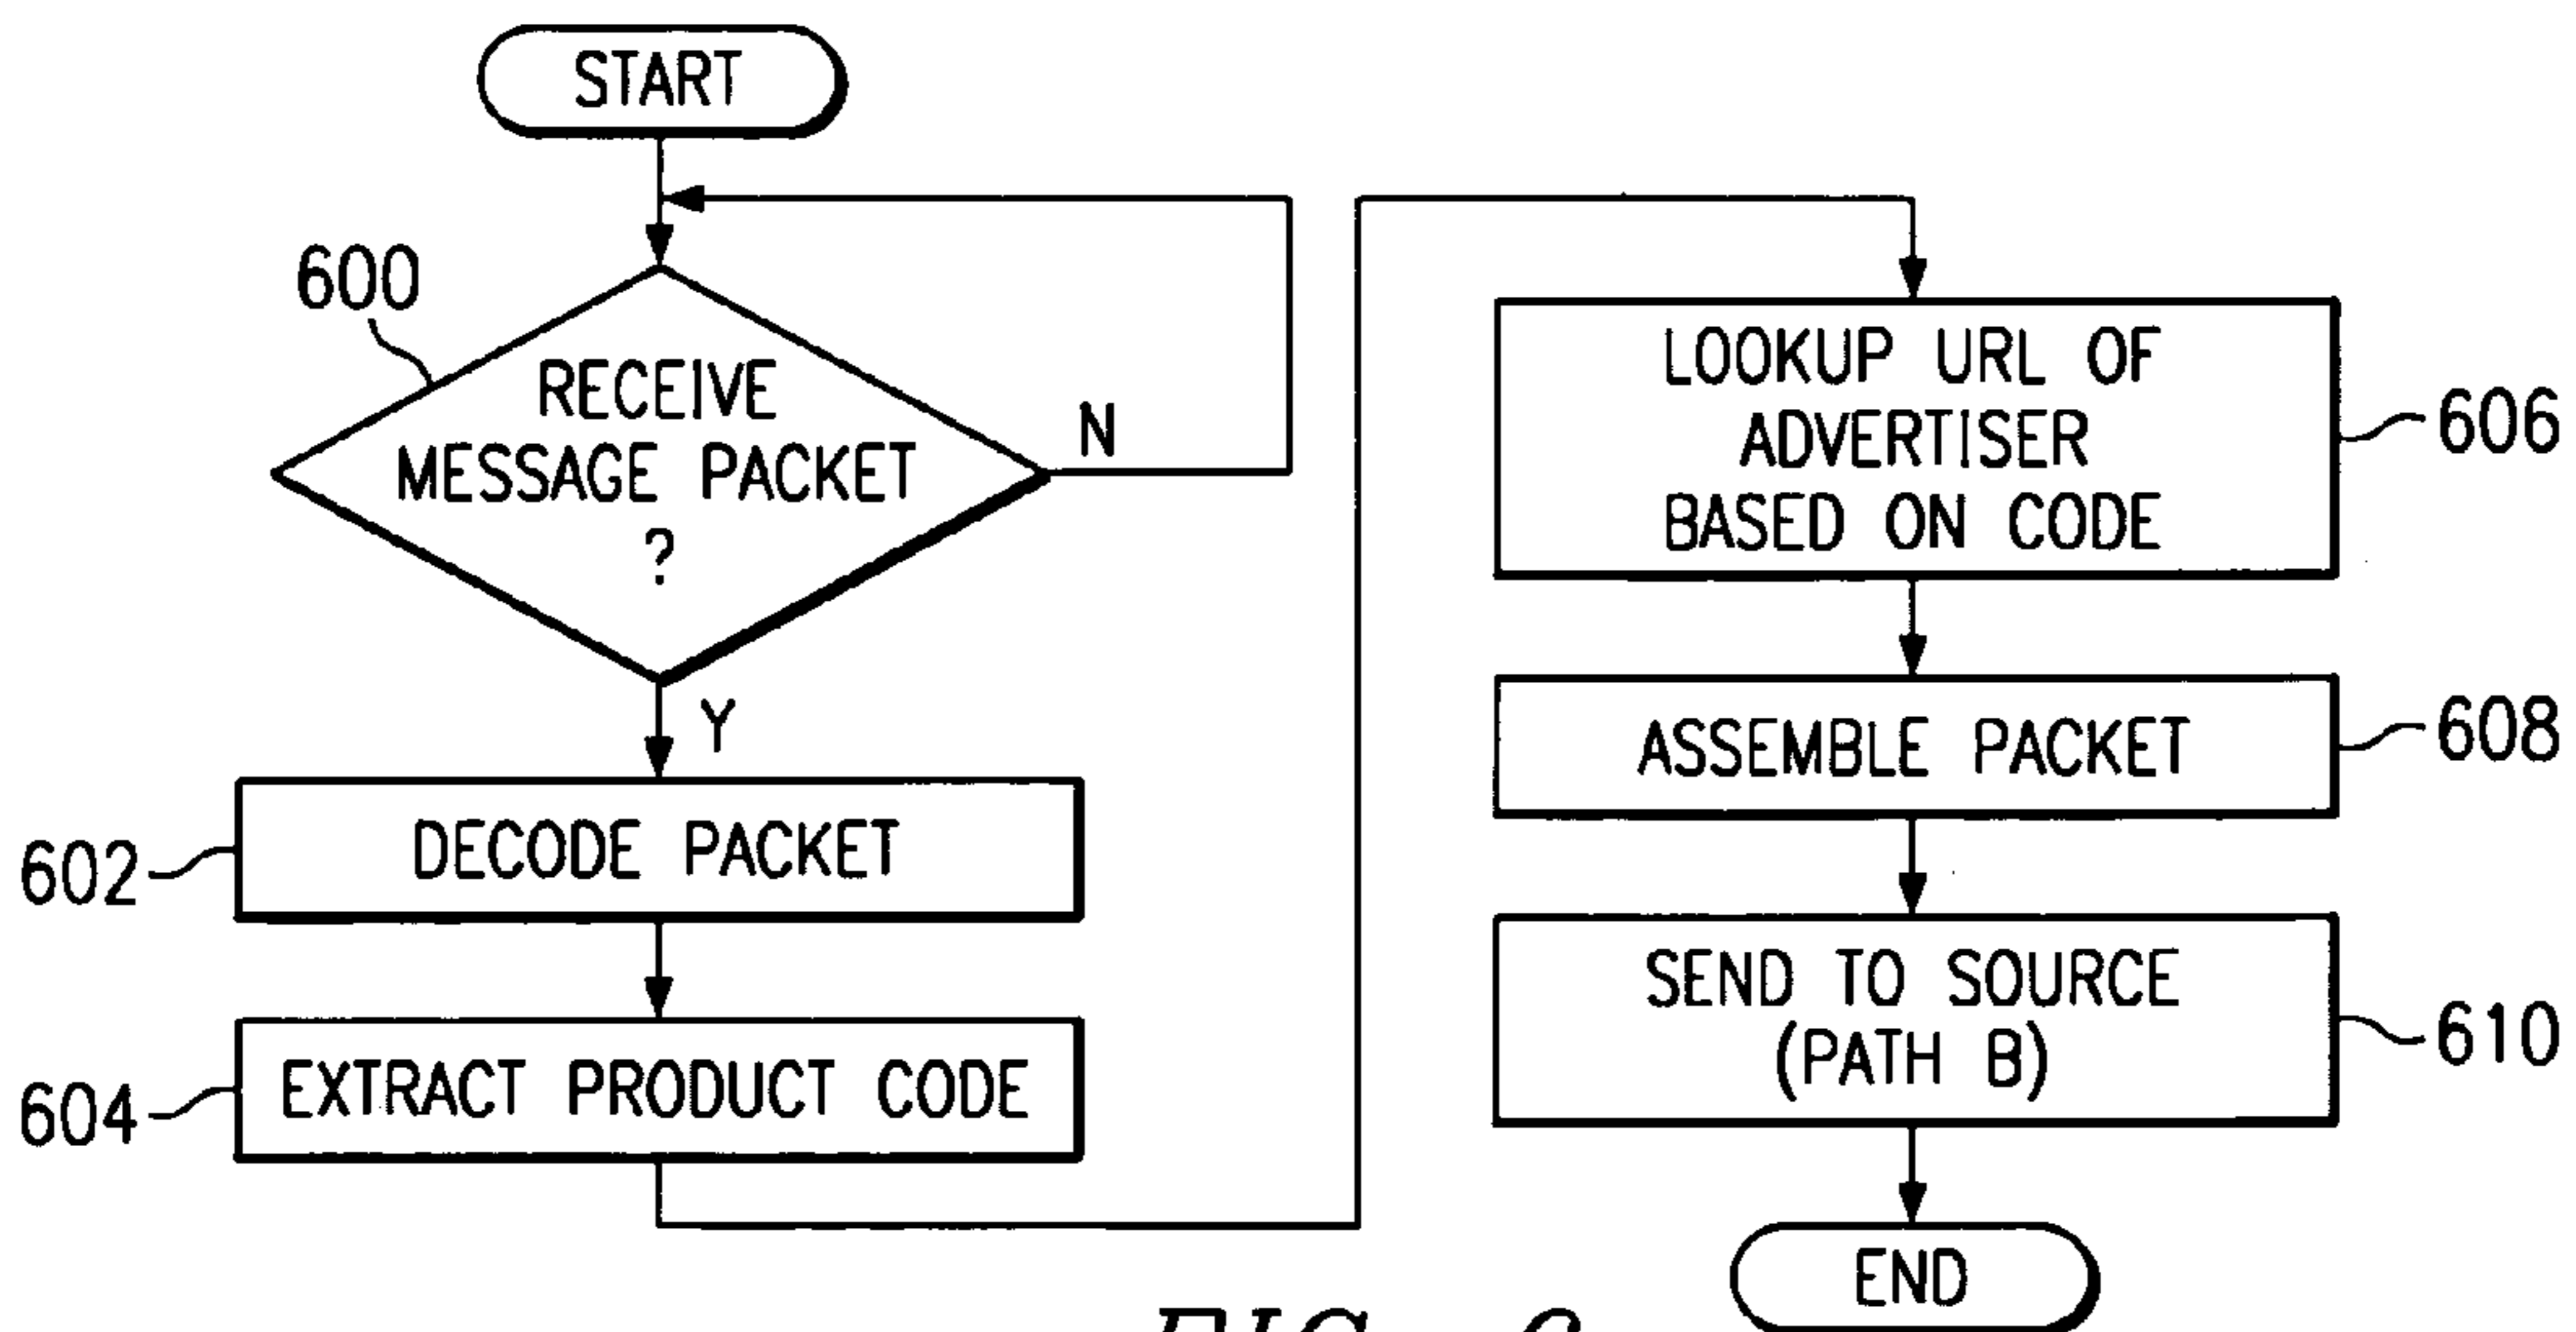 START
600
RECEIVE
MESSAGE PACKET
?
N
Y
602
DECODE PACKET
604
EXTRACT PRODUCT CODE
LOOKUP URL OF
ADVERTISER
BASED ON CODE
606
ASSEMBLE PACKET
608
SEND TO SOURCE
(PATH B)
610
END